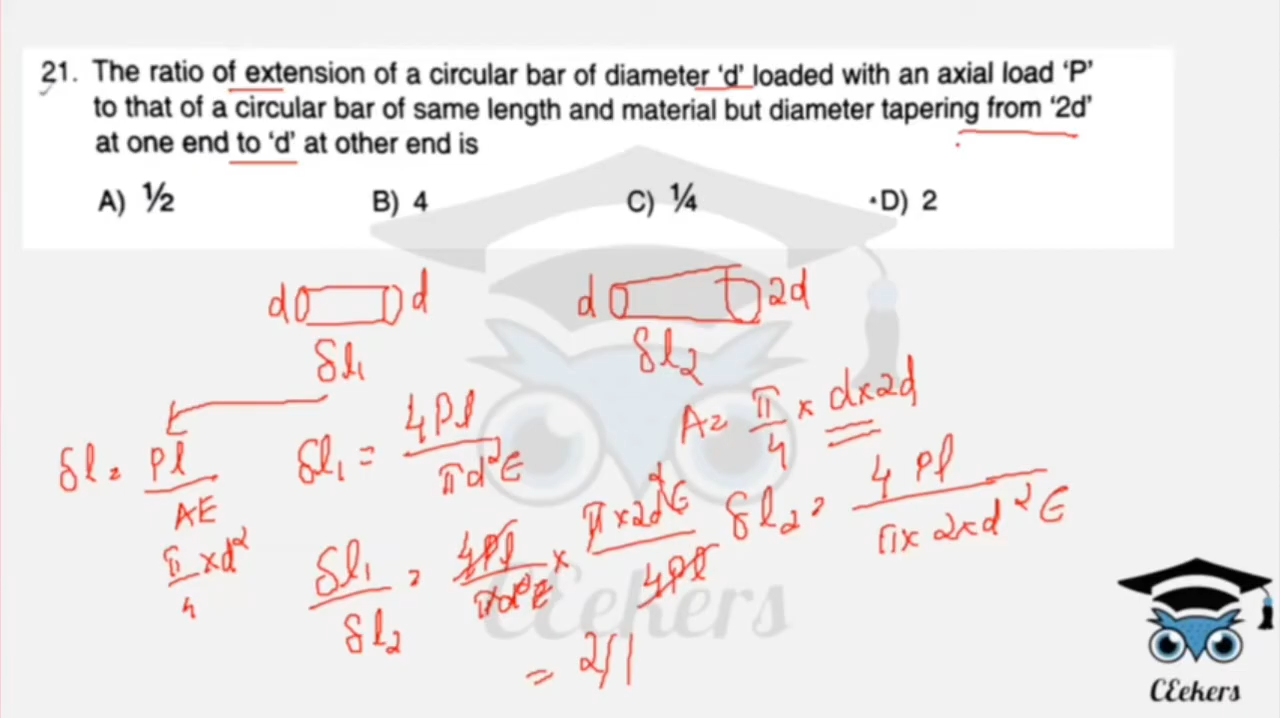 21. The ratio of extension of a circular bar of diameter 'd' loaded with an axial load 'P'
to that of a circular bar of same length and material but diameter tapering from '2d'
at one end to 'd' at other end is
A) ½ B) 4 C) ¼ D) 2
d d d 2d
δl₁ δl₂
A = π/4 × d×2d
δl = Pl/AE δl₁ = 4Pl/πd²E
π/4 × d²
δl₂ = 4 Pl/π×2×d²E
δl₁/δl₂ = 4Pl/πd²E × π×2d²E/4Pl
= 2/1
CEekers
CEekers